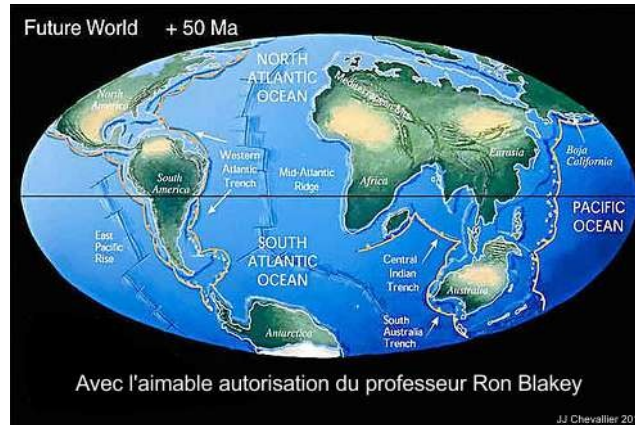 Future World + 50 Ma
NORTH
ATLANTIC
OCEAN
North
America
Mediterranean Mts
Eurasia
Boja
California
Western
Atlantic
Trench
Mid-Atlantic
Ridge
Africa
South
America
PACIFIC
OCEAN
East
Pacific
Rise
SOUTH
ATLANTIC
OCEAN
Central
Indian
Trench
Australia
South
Australia
Trench
Antarctica
Avec l'aimable autorisation du professeur Ron Blakey
JJ Chevallier 201